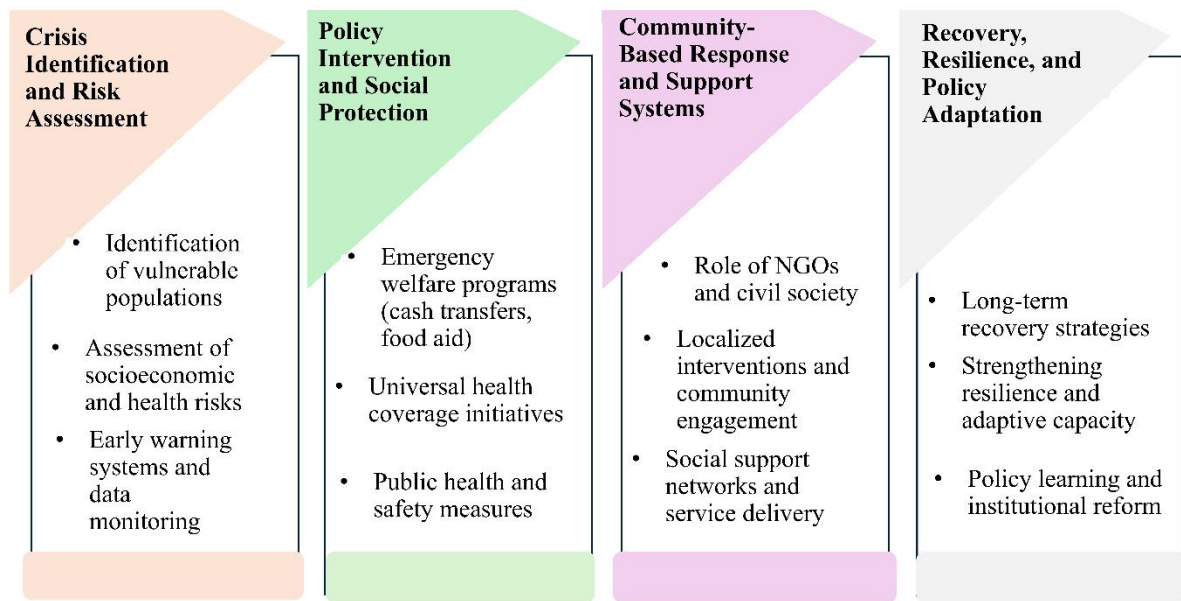 Crisis
Identification
and Risk
Assessment
• Identification
of vulnerable
populations
• Assessment of
socioeconomic
and health risks
• Early warning
systems and
data
monitoring
Policy
Intervention
and Social
Protection
• Emergency
welfare programs
(cash transfers,
food aid)
• Universal health
coverage initiatives
• Public health and
safety measures
Community-
Based Response
and Support
Systems
• Role of NGOs
and civil society
• Localized
interventions and
community
engagement
• Social support
networks and
service delivery
Recovery,
Resilience, and
Policy
Adaptation
• Long-term
recovery strategies
• Strengthening
resilience and
adaptive capacity
• Policy learning and
institutional reform